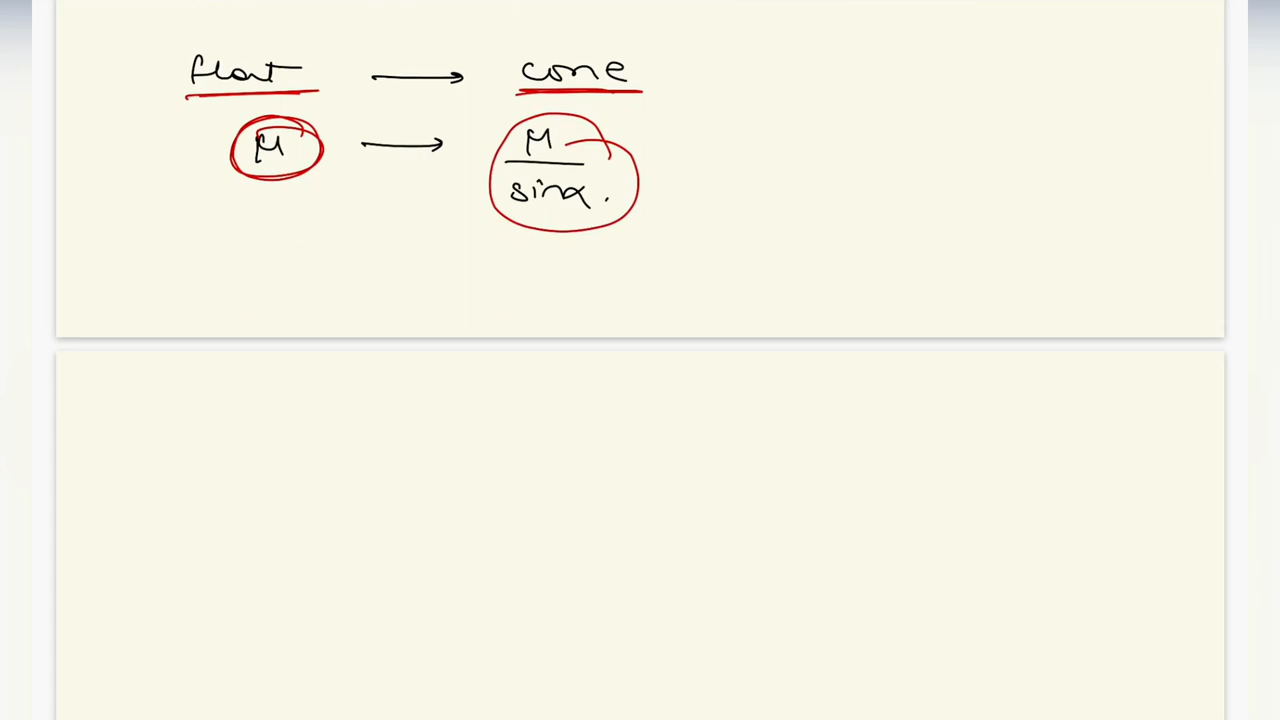 flat → cone
μ → μ/sinα.